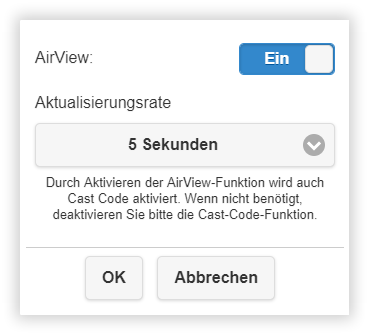 AirView: Ein
Aktualisierungsrate
5 Sekunden
Durch Aktivieren der AirView-Funktion wird auch
Cast Code aktiviert. Wenn nicht benötigt,
deaktivieren Sie bitte die Cast-Code-Funktion.
OK Abbrechen